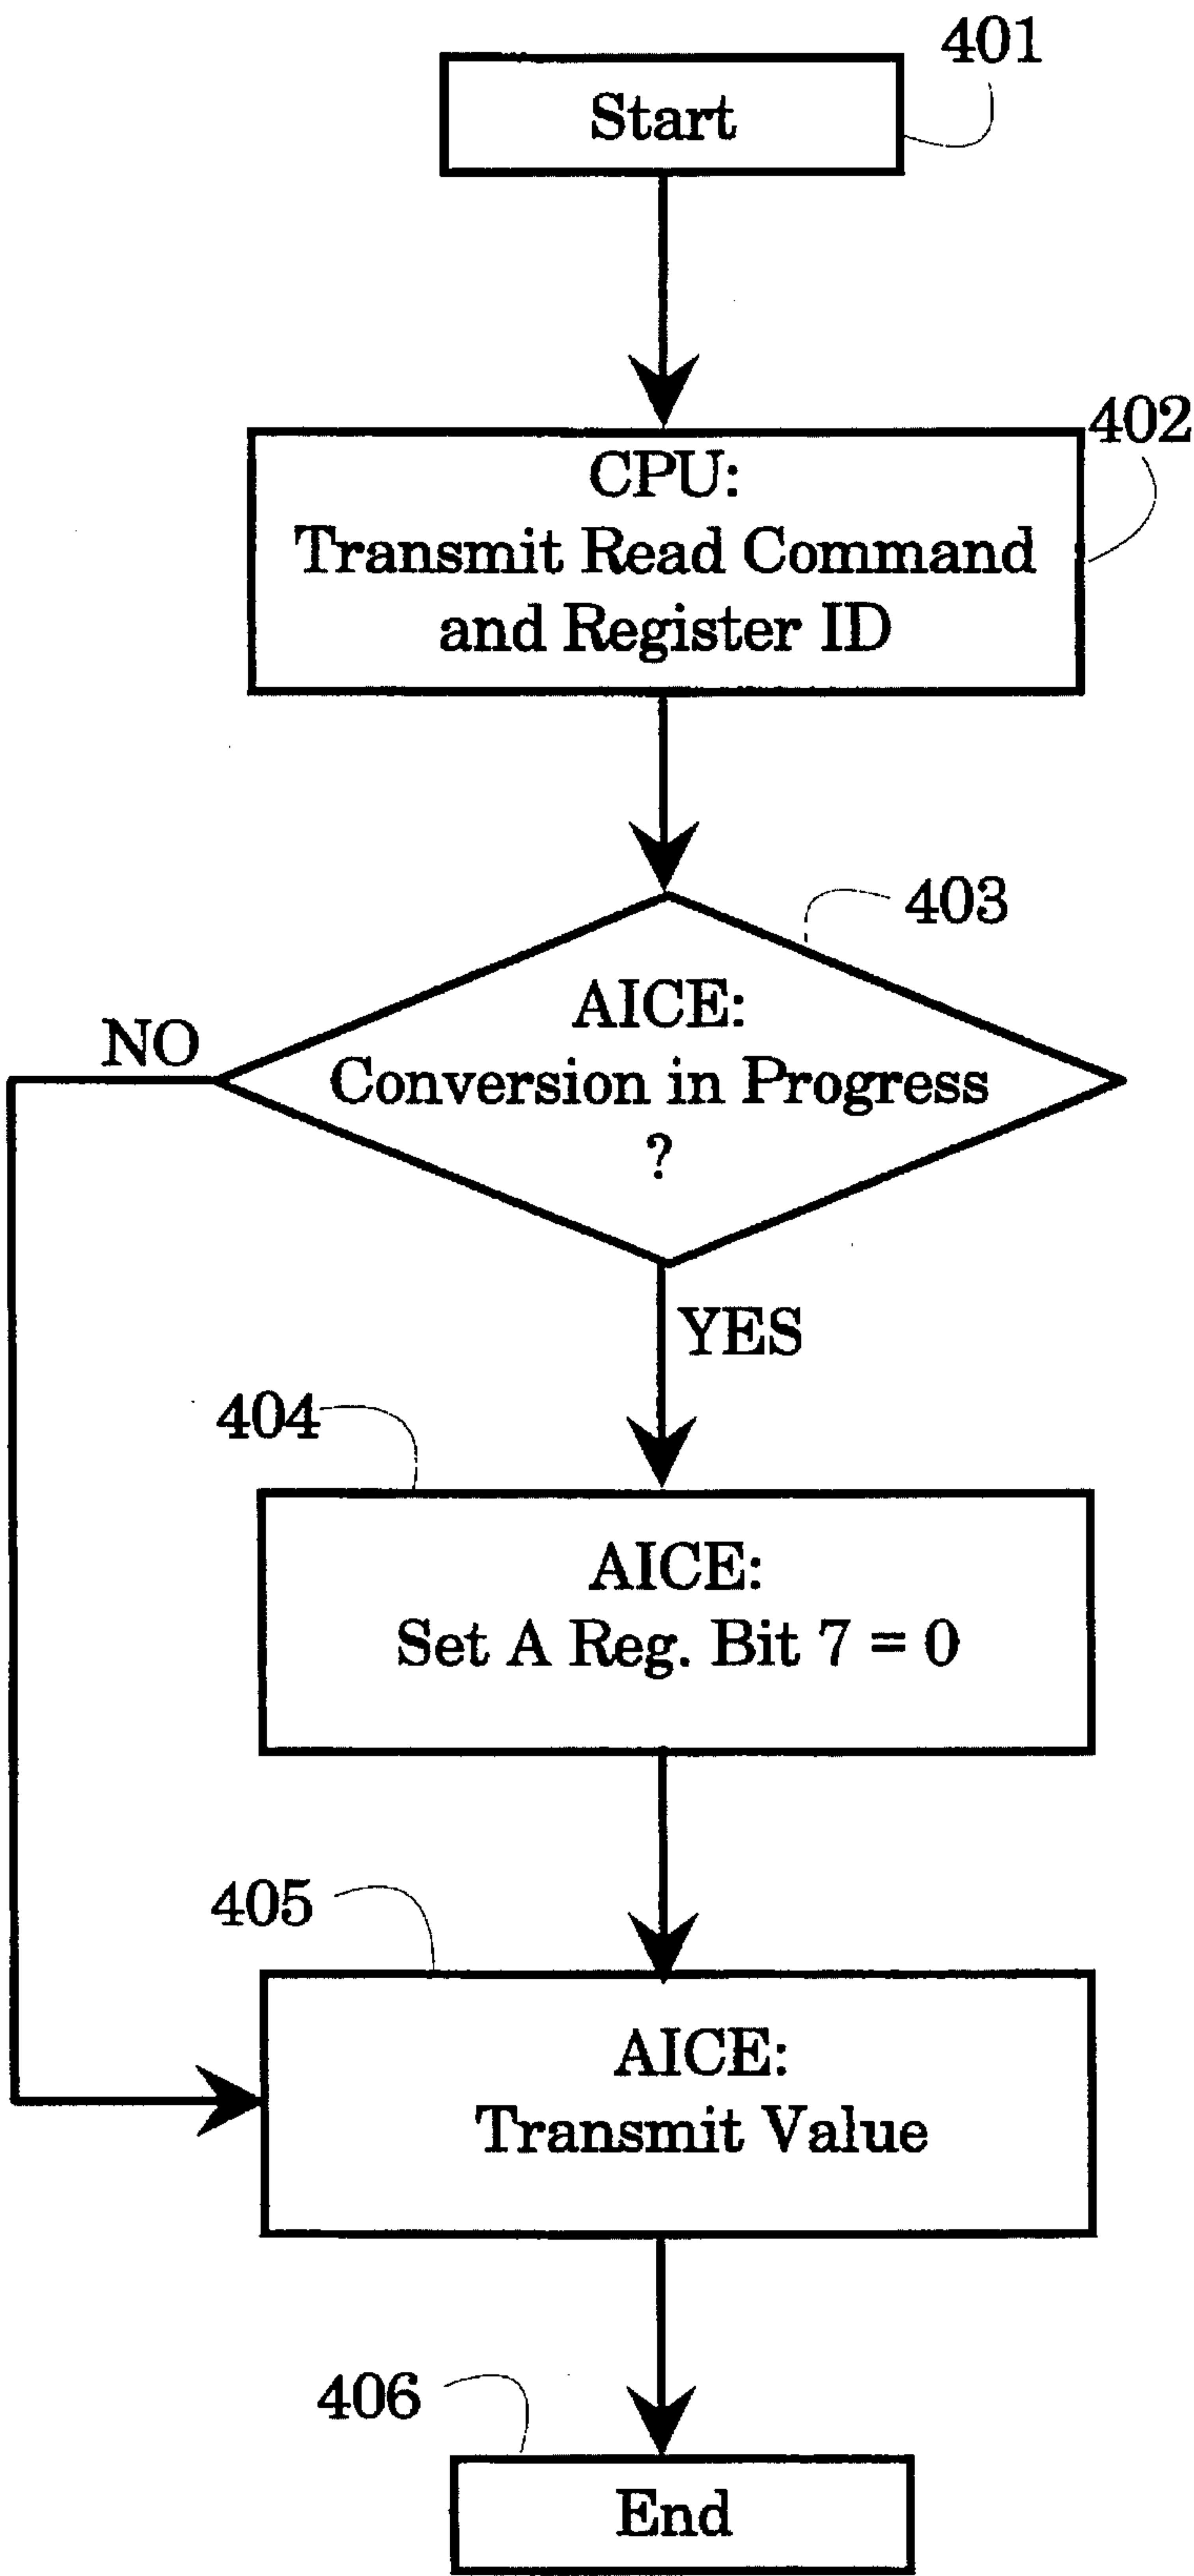 401
Start
402
CPU:
Transmit Read Command
and Register ID
403
AICE:
NO
Conversion in Progress
?
YES
404
AICE:
Set A Reg. Bit 7 = 0
405
AICE:
Transmit Value
406
End